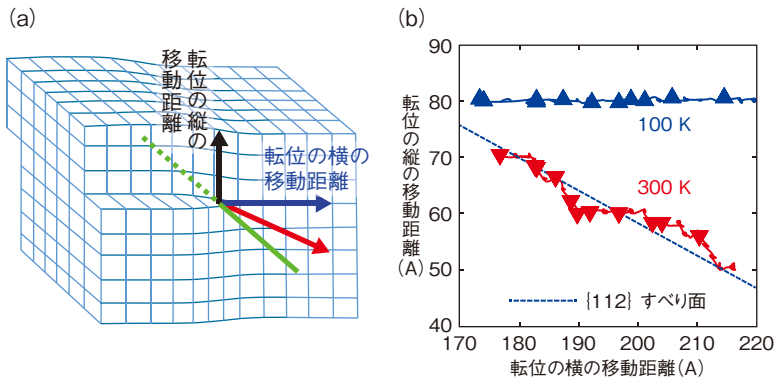 (a)
転位の縦の
移動距離
転位の横の
移動距離
(b)
転位の縦の移動距離
(A)
90
80
70
60
50
40
100 K
300 K
{112} すべり面
170
180
190
200
210
220
転位の横の移動距離(A)